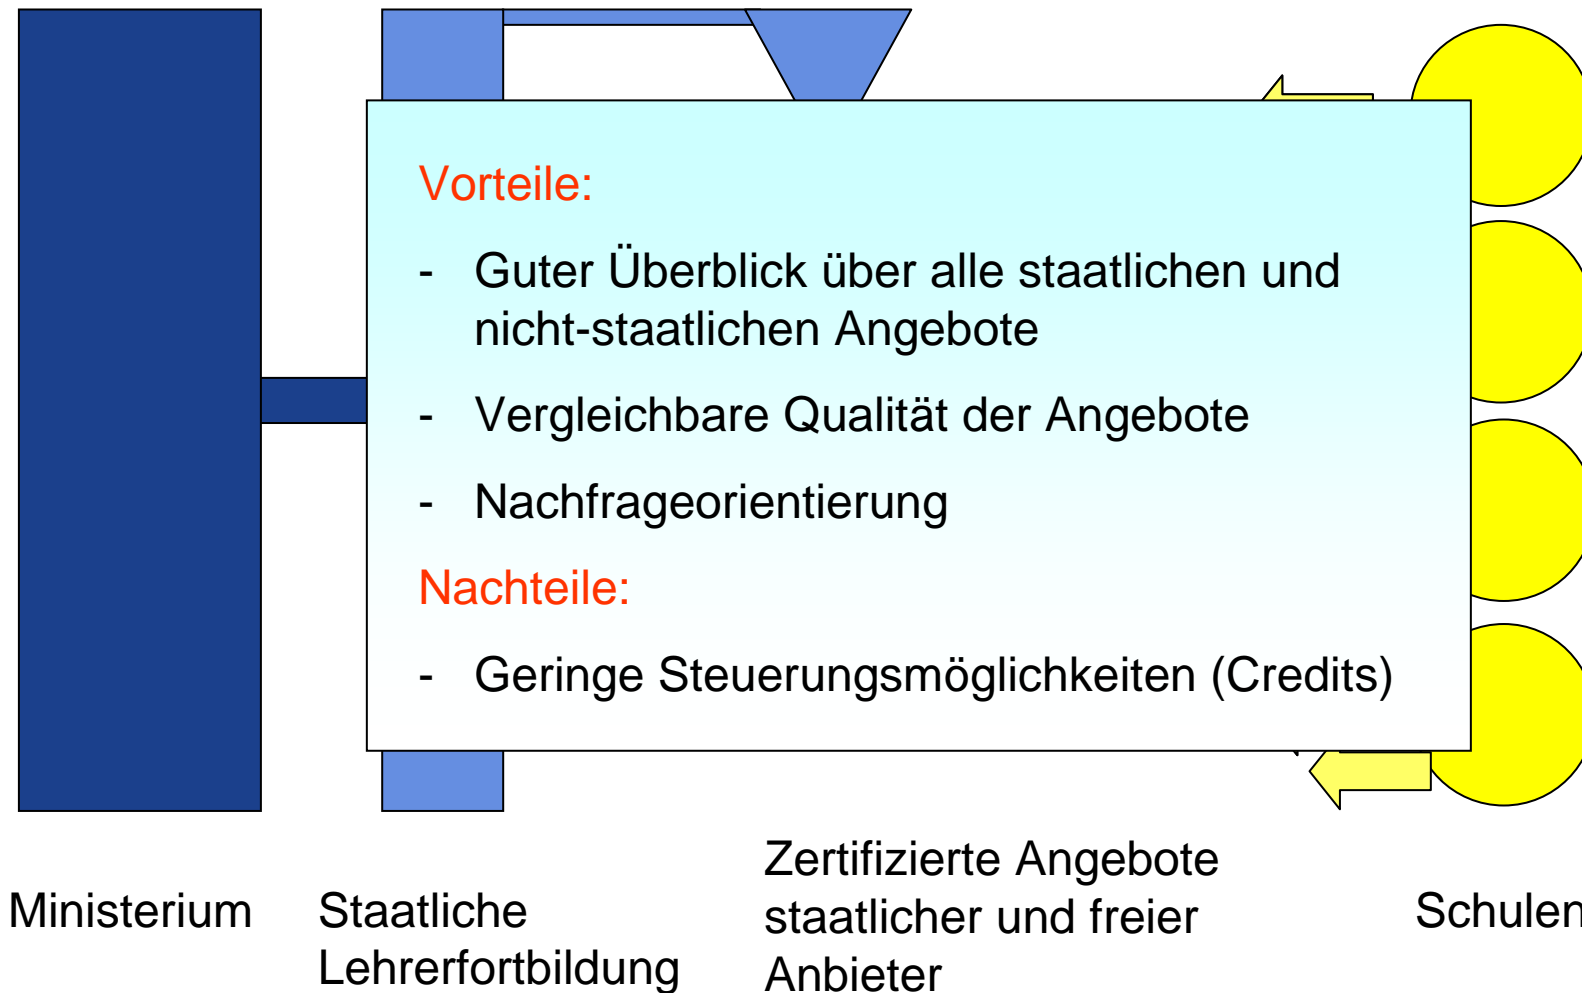 Vorteile:
- Guter Überblick über alle staatlichen und
nicht-staatlichen Angebote
- Vergleichbare Qualität der Angebote
- Nachfrageorientierung
Nachteile:
- Geringe Steuerungsmöglichkeiten (Credits)
Ministerium
Staatliche
Lehrerfortbildung
Zertifizierte Angebote
staatlicher und freier
Anbieter
Schulen